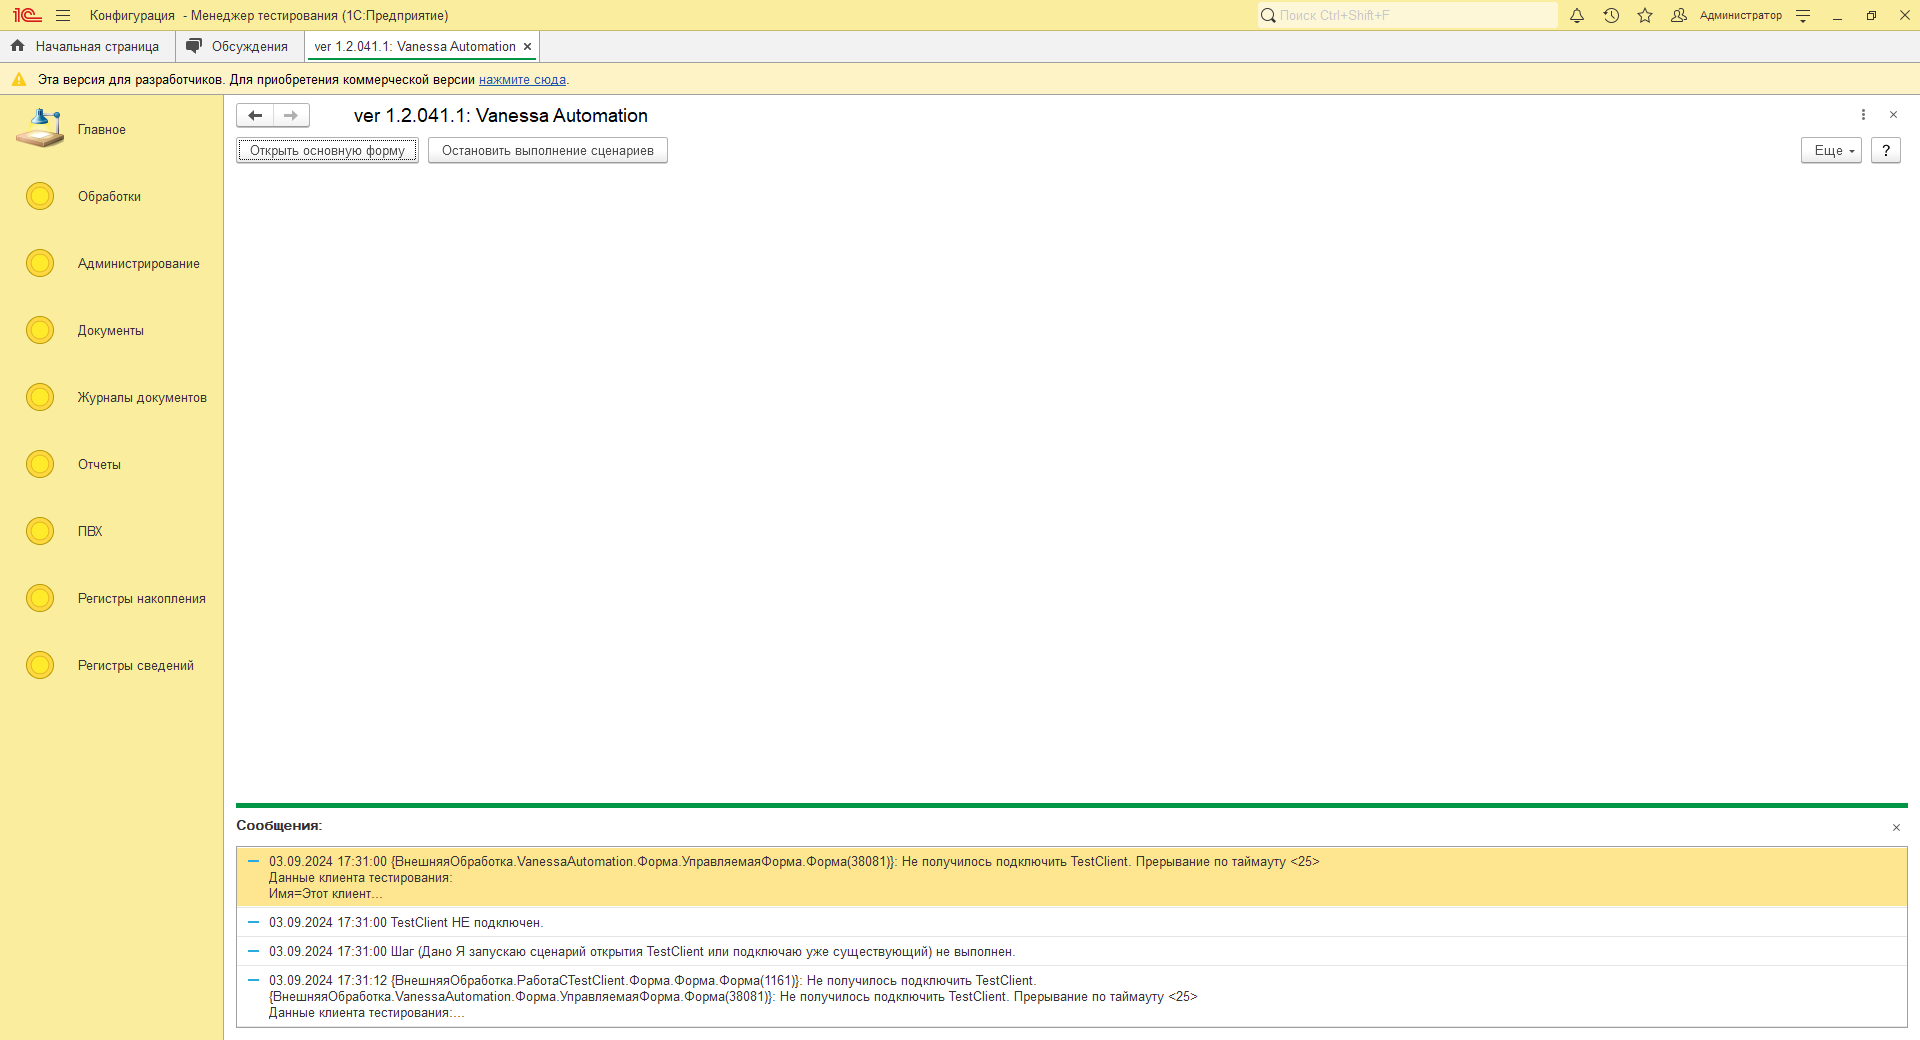 Конфигурация - Менеджер тестирования (1С:Предприятие)
Поиск Ctrl+Shift+F
Администратор
Начальная страница
Обсуждения
ver 1.2.041.1: Vanessa Automation
Эта версия для разработчиков. Для приобретения коммерческой версии нажмите сюда.
Главное
Обработки
Администрирование
Документы
Журналы документов
Отчеты
ПВХ
Регистры накопления
Регистры сведений
ver 1.2.041.1: Vanessa Automation
Открыть основную форму
Остановить выполнение сценариев
Еще
?
Сообщения:
03.09.2024 17:31:00 {ВнешняяОбработка.VanessaAutomation.Форма.УправляемаяФорма.Форма(38081)}: Не получилось подключить TestClient. Прерывание по таймауту <25>
Данные клиента тестирования:
Имя=Этот клиент...
03.09.2024 17:31:00 TestClient НЕ подключен.
03.09.2024 17:31:00 Шаг (Дано Я запускаю сценарий открытия TestClient или подключаю уже существующий) не выполнен.
03.09.2024 17:31:12 {ВнешняяОбработка.РаботаСTestClient.Форма.Форма.Форма(1161)}: Не получилось подключить TestClient.
{ВнешняяОбработка.VanessaAutomation.Форма.УправляемаяФорма.Форма(38081)}: Не получилось подключить TestClient. Прерывание по таймауту <25>
Данные клиента тестирования:...